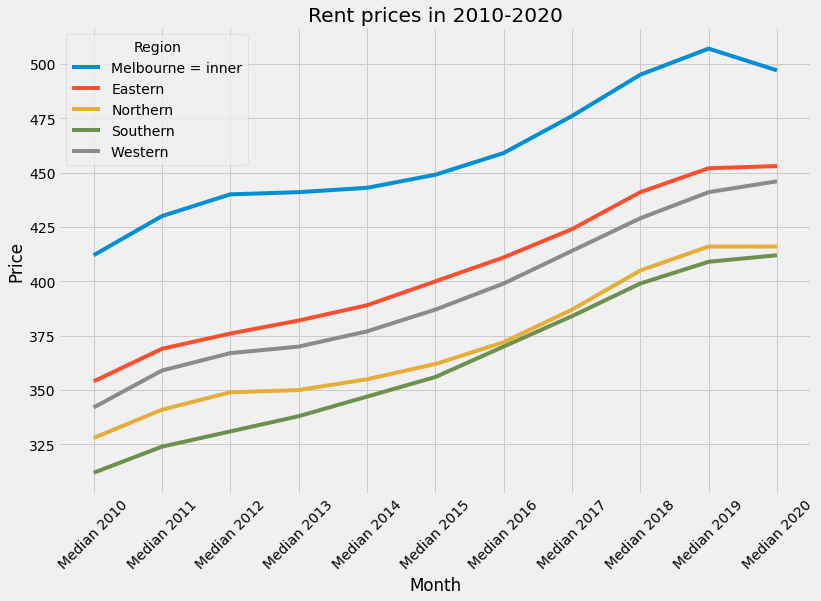 Rent prices in 2010-2020
Region
Melbourne = inner
Eastern
Northern
Southern
Western
Price
500
475
450
425
400
375
350
325
Median 2010
Median 2011
Median 2012
Median 2013
Median 2014
Median 2015
Median 2016
Median 2017
Median 2018
Median 2019
Median 2020
Month